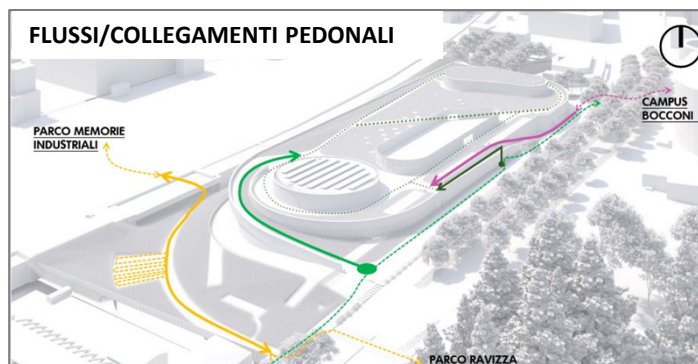 FLUSSI/COLLEGAMENTI PEDONALI
CAMPUS
BOCCONI
PARCO MEMORIE
INDUSTRIALI
PARCO RAVIZZA